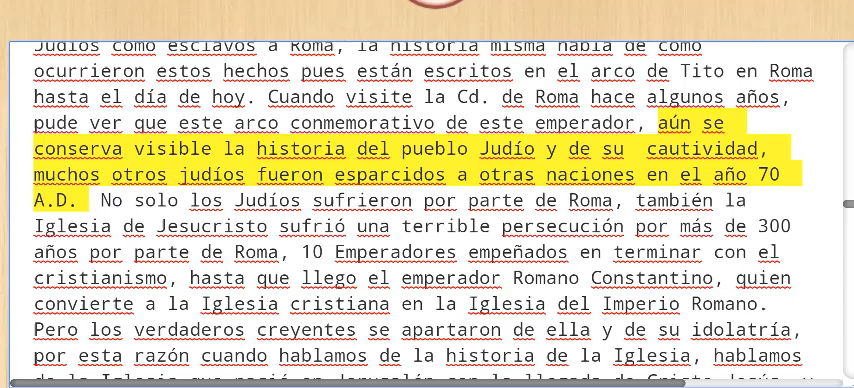 Judíos como esclavos a Roma, la historia misma habla de como
ocurrieron estos hechos pues están escritos en el arco de Tito en Roma
hasta el día de hoy. Cuando visite la Cd. de Roma hace algunos años,
pude ver que este arco conmemorativo de este emperador, aún se
conserva visible la historia del pueblo Judío y de su cautividad,
muchos otros judíos fueron esparcidos a otras naciones en el año 70
A.D. No solo los Judíos sufrieron por parte de Roma, también la
Iglesia de Jesucristo sufrió una terrible persecución por más de 300
años por parte de Roma, 10 Emperadores empeñados en terminar con el
cristianismo, hasta que llego el emperador Romano Constantino, quien
convierte a la Iglesia cristiana en la Iglesia del Imperio Romano.
Pero los verdaderos creyentes se apartaron de ella y de su idolatría,
por esta razón cuando hablamos de la historia de la Iglesia, hablamos